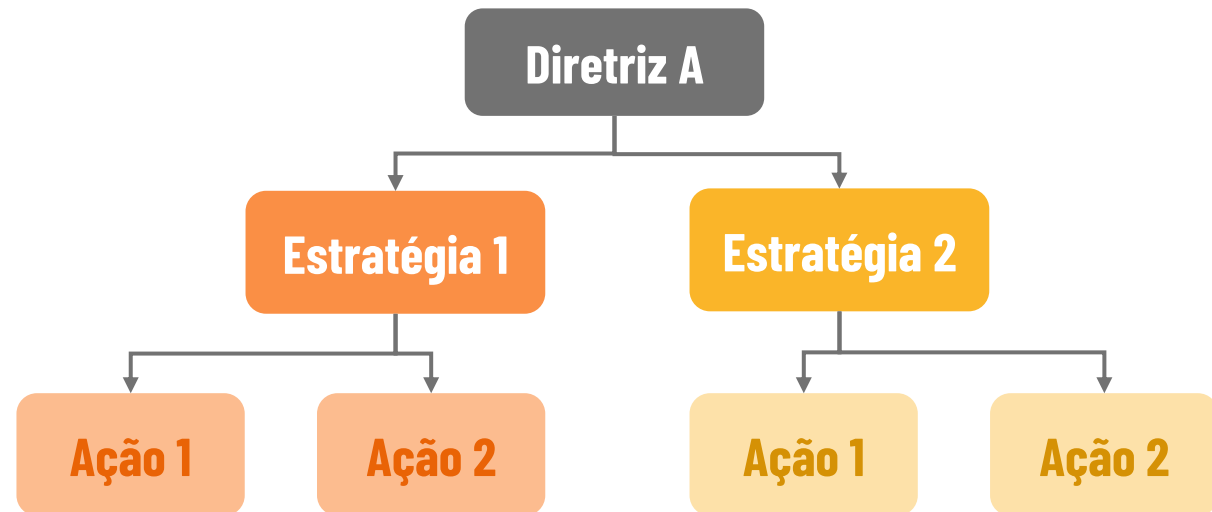 Diretriz A
Estratégia 1
Estratégia 2
Ação 1
Ação 2
Ação 1
Ação 2